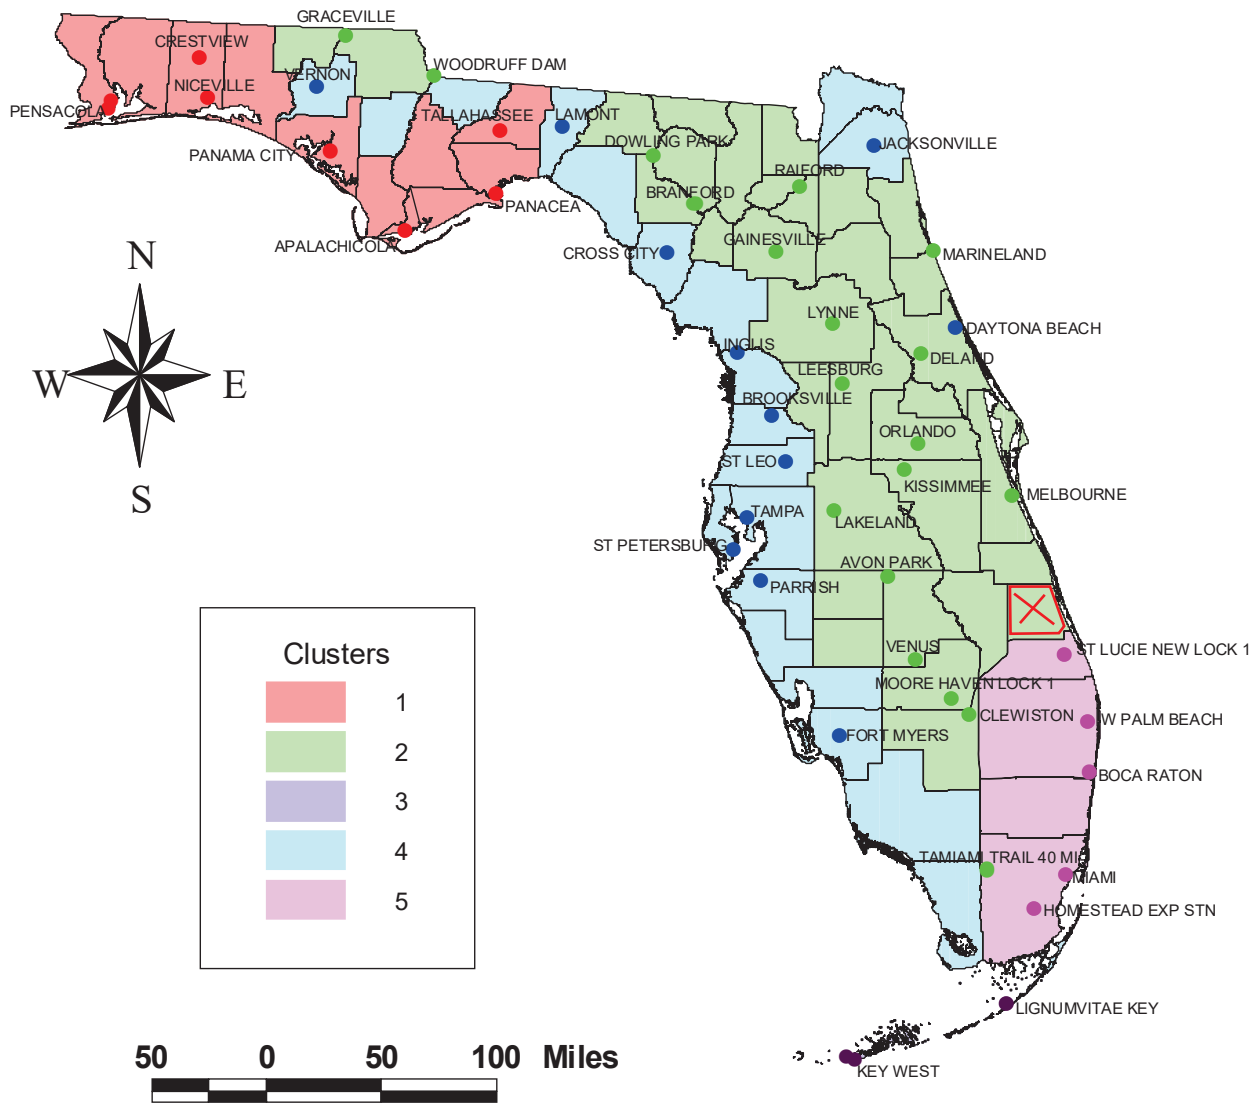 GRACEVILLE
CRESTVIEW
WOODRUFF DAM
VERNON
NICEVILLE
PENSACOLA
TALLAHASSEE
LAMONT
DOWLING PARK
JACKSONVILLE
PANAMA CITY
RAIFORD
BRANFORD
PANACEA
APALACHICOLA
GAINESVILLE
CROSS CITY
MARINELAND
N
LYNNE
DAYTONA BEACH
INGLIS
DELAND
W
E
LEESBURG
BROOKSVILLE
ORLANDO
ST LEO
KISSIMMEE
MELBOURNE
S
TAMPA
LAKELAND
ST PETERSBURG
AVON PARK
PARRISH
VENUS
ST LUCIE NEW LOCK 1
Clusters
MOORE HAVEN LOCK 1
1
CLEWISTON
W PALM BEACH
FORT MYERS
2
BOCA RATON
3
4
TAMIAMI TRAIL 40 MI
MIAMI
5
HOMESTEAD EXP STN
LIGNUMVITAE KEY
50 0 50 100 Miles
KEY WEST